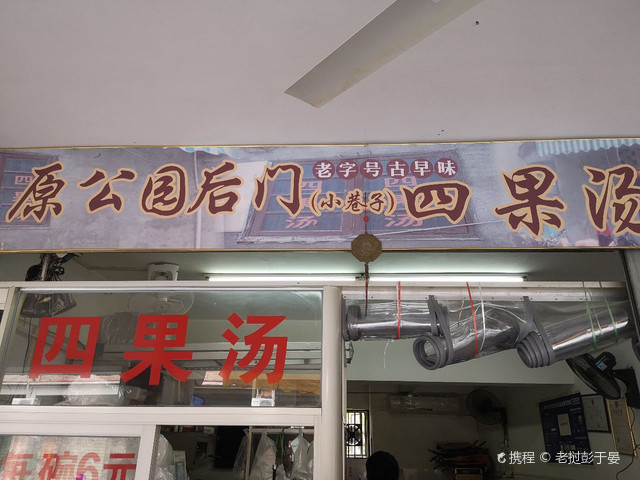 原公园后门(小巷子)四果汤
老字号古早味
四果汤
每碗6元
携程 © 老挝彭于晏